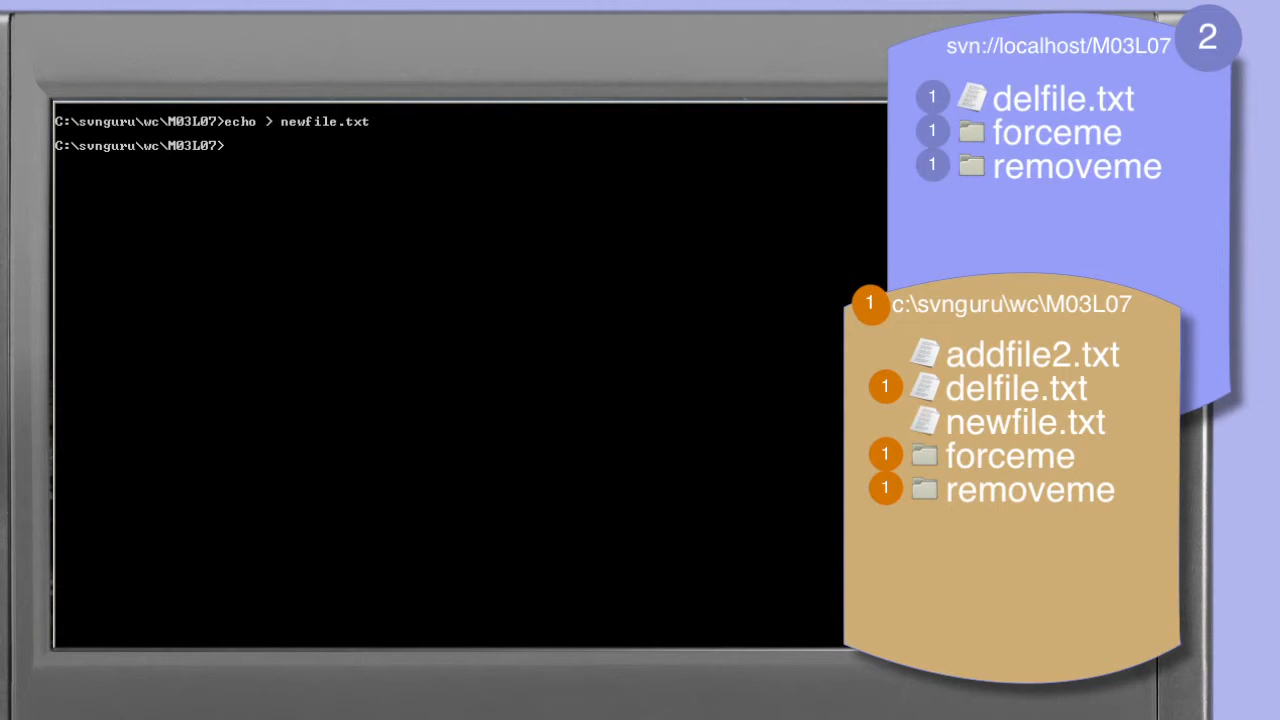 C:\svnguru\wc\M03L07>echo > newfile.txt
C:\svnguru\wc\M03L07>
svn://localhost/M03L07 2
1 delfile.txt
1 forceme
1 removeme
1 c:\svnguru\wc\M03L07
addfile2.txt
1 delfile.txt
newfile.txt
1 forceme
1 removeme